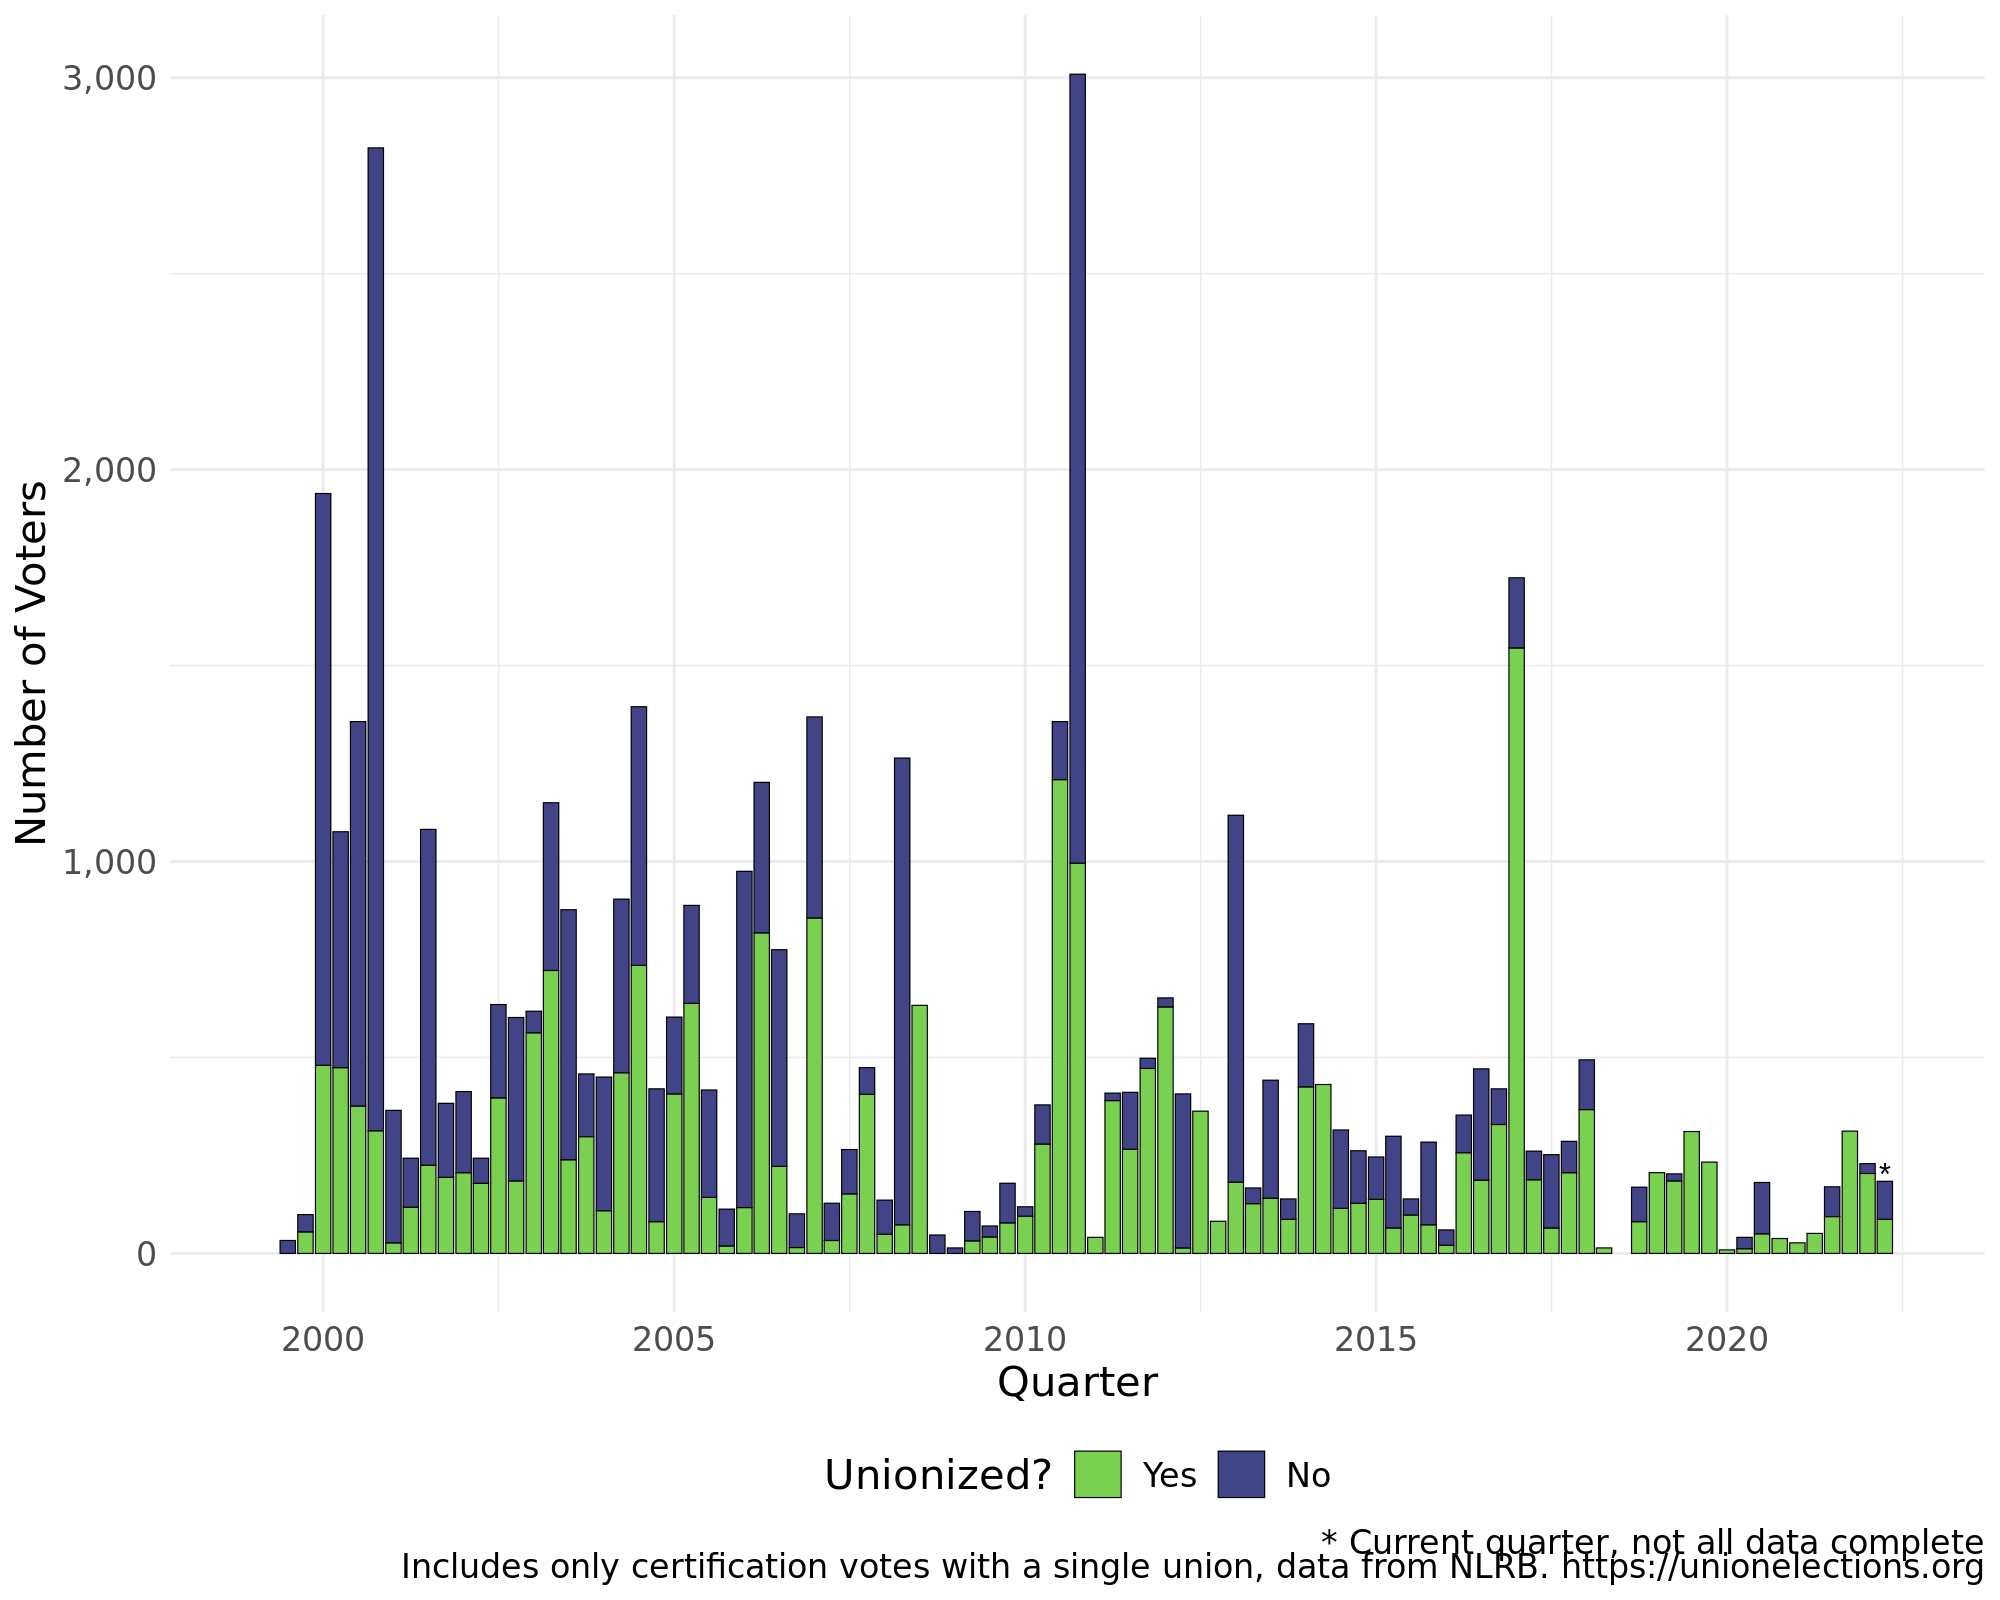 3,000
2,000
1,000
0
Number of Voters
*
2000 2005 2010 2015 2020
Quarter
Unionized? Yes No
* Current quarter, not all data complete
Includes only certification votes with a single union, data from NLRB. https://unionelections.org